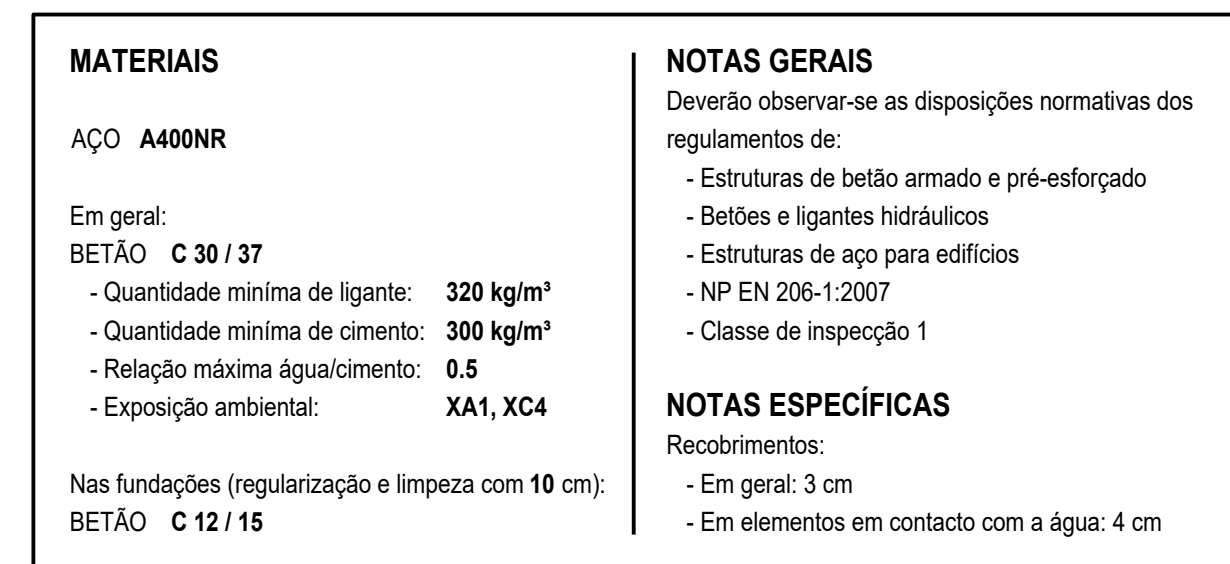 MATERIAIS
AÇO A400NR
Em geral:
BETÃO C 30 / 37
- Quantidade miníma de ligante: 320 kg/m³
- Quantidade miníma de cimento: 300 kg/m³
- Relação máxima água/cimento: 0.5
- Exposição ambiental: XA1, XC4
Nas fundações (regularização e limpeza com 10 cm):
BETÃO C 12 / 15
NOTAS GERAIS
Deverão observar-se as disposições normativas dos
regulamentos de:
- Estruturas de betão armado e pré-esforçado
- Betões e ligantes hidráulicos
- Estruturas de aço para edifícios
- NP EN 206-1:2007
- Classe de inspecção 1
NOTAS ESPECÍFICAS
Recobrimentos:
- Em geral: 3 cm
- Em elementos em contacto com a água: 4 cm